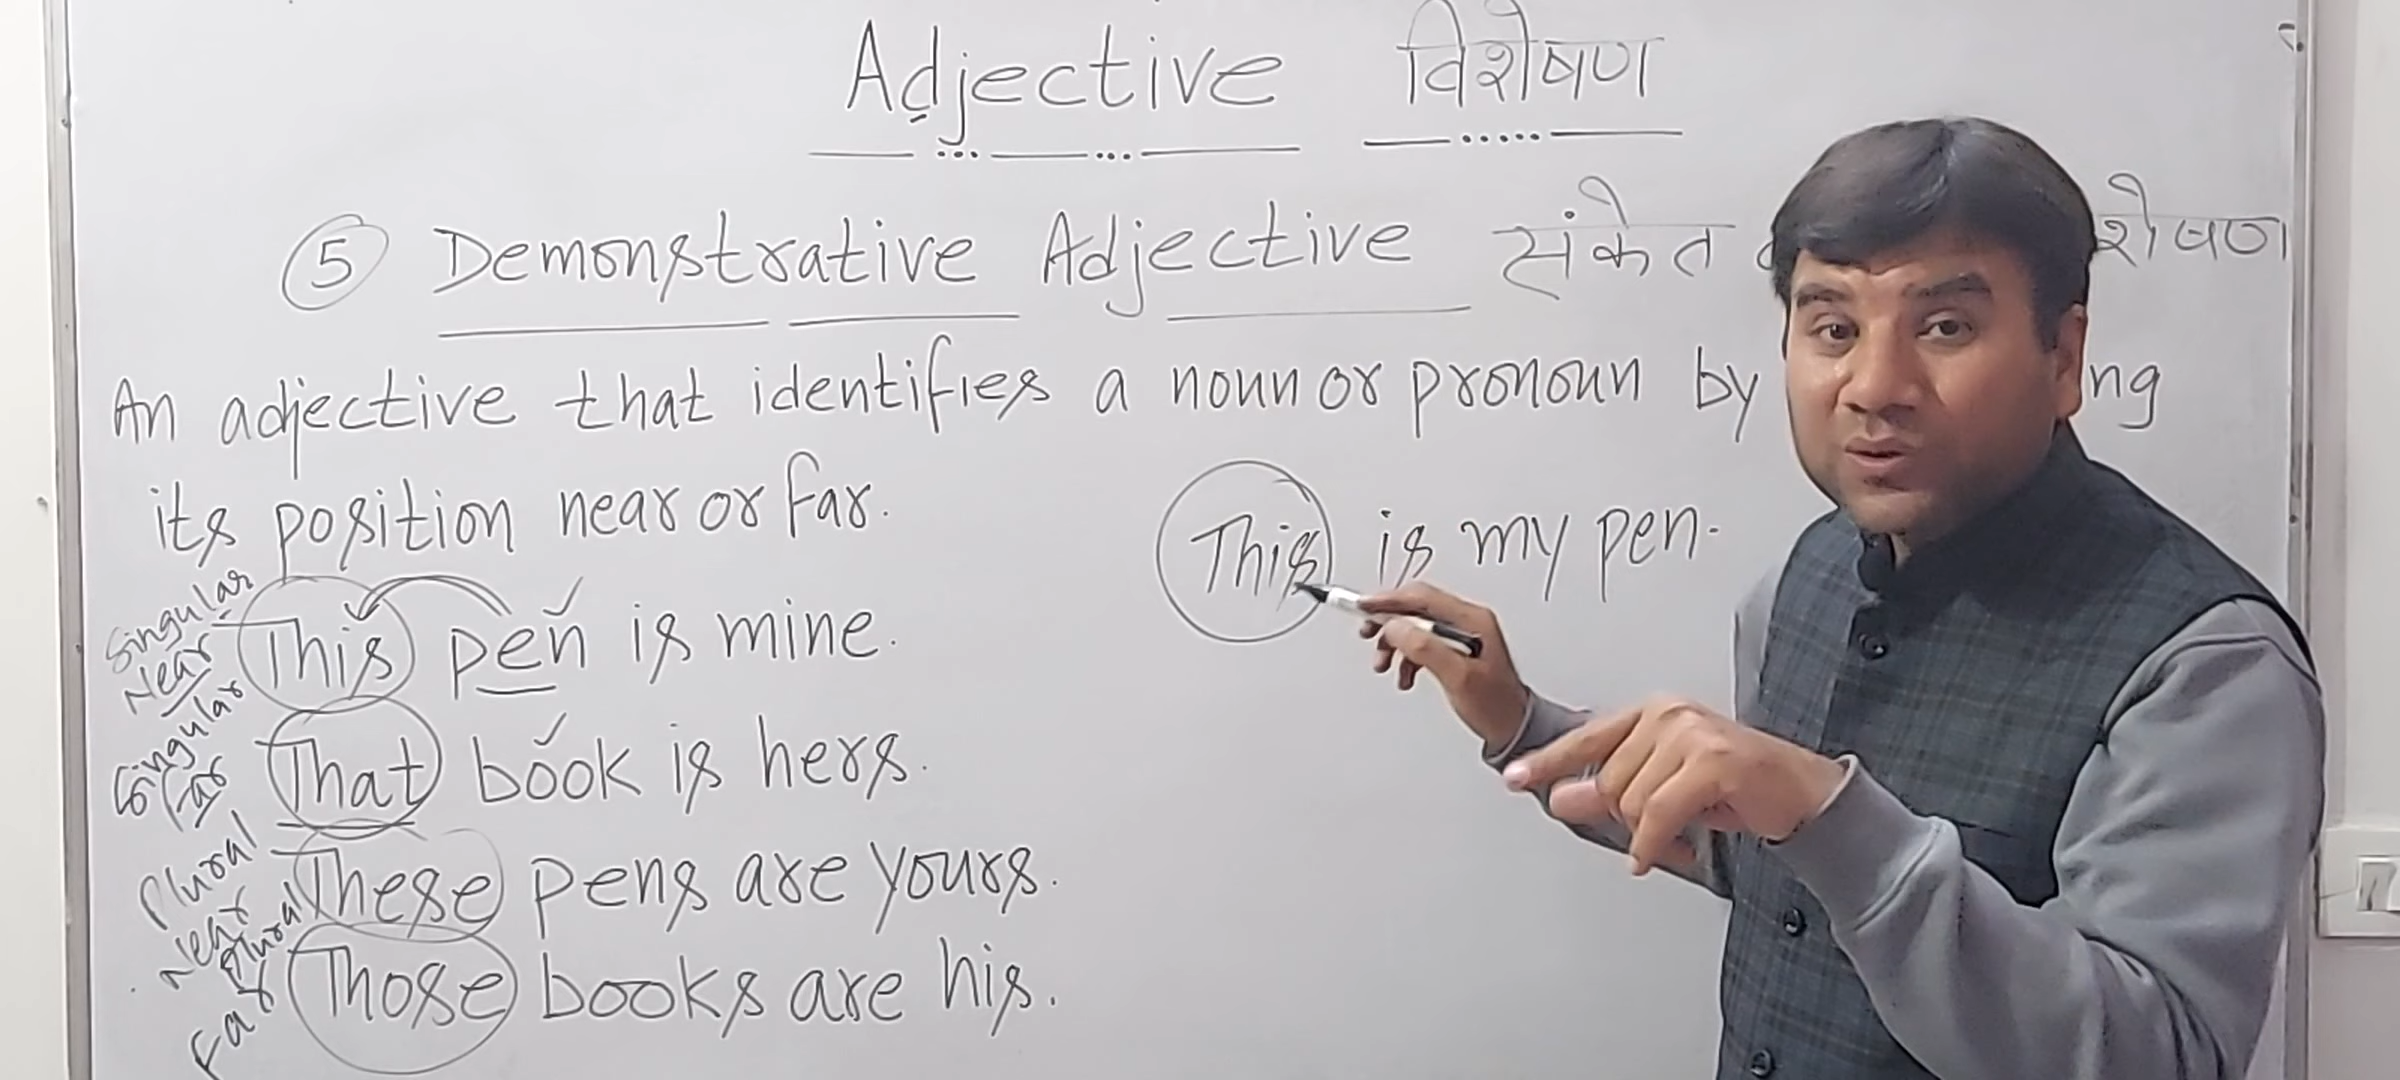 Adjective विशेषण
⑤ Demonstrative Adjective संकेत
An adjective that identifies a noun or pronoun by
its position near or far.
This is my pen.
Singular
Near
This pen is mine.
Singular
Far
That book is hers.
Plural
Near
These pens are yours.
Plural
Far
Those books are his.